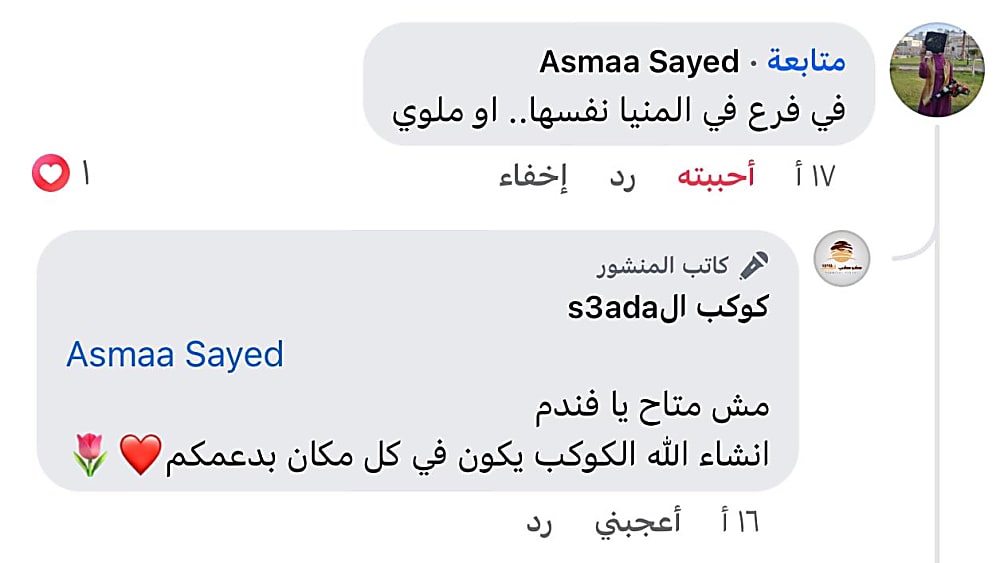 Asmaa Sayed · متابعة
في فرع في المنيا نفسها.. او ملوي
١٧ أ أحببته رد إخفاء ١
كاتب المنشور
كوكب الs3ada
Asmaa Sayed
مش متاح يا فندم
انشاء الله الكوكب يكون في كل مكان بدعمكم❤️🌷
١٦ أ أعجبني رد